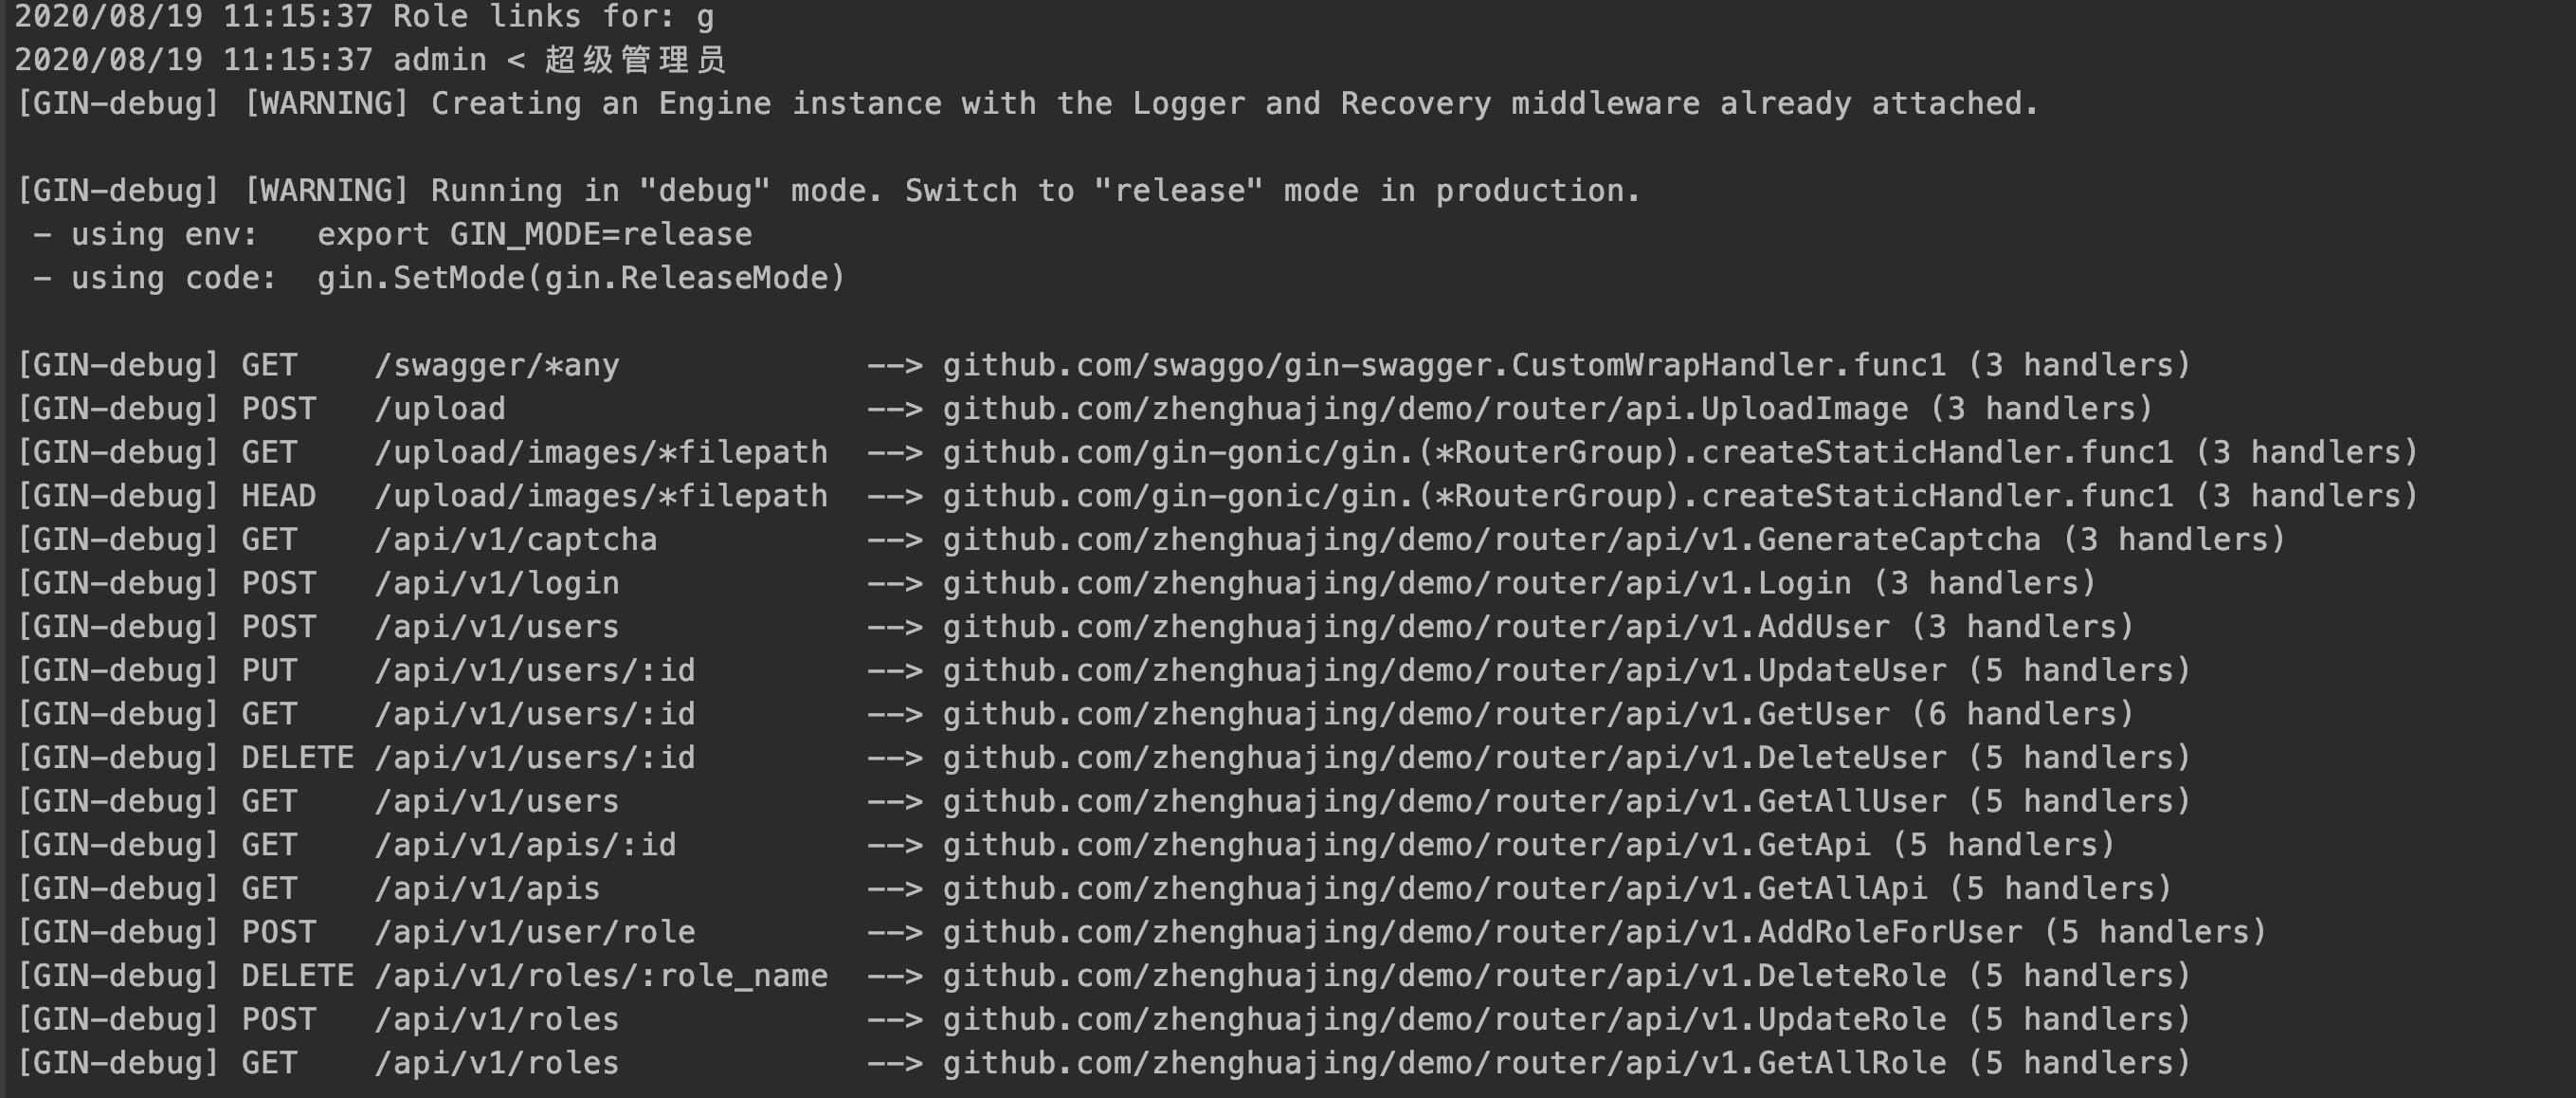 2020/08/19 11:15:37 Role links for: g
2020/08/19 11:15:37 admin < 超级管理员
[GIN-debug] [WARNING] Creating an Engine instance with the Logger and Recovery middleware already attached.
[GIN-debug] [WARNING] Running in "debug" mode. Switch to "release" mode in production.
 - using env:   export GIN_MODE=release
 - using code:  gin.SetMode(gin.ReleaseMode)
[GIN-debug] GET    /swagger/*any             --> github.com/swaggo/gin-swagger.CustomWrapHandler.func1 (3 handlers)
[GIN-debug] POST   /upload                   --> github.com/zhenghuajing/demo/router/api.UploadImage (3 handlers)
[GIN-debug] GET    /upload/images/*filepath  --> github.com/gin-gonic/gin.(*RouterGroup).createStaticHandler.func1 (3 handlers)
[GIN-debug] HEAD   /upload/images/*filepath  --> github.com/gin-gonic/gin.(*RouterGroup).createStaticHandler.func1 (3 handlers)
[GIN-debug] GET    /api/v1/captcha           --> github.com/zhenghuajing/demo/router/api/v1.GenerateCaptcha (3 handlers)
[GIN-debug] POST   /api/v1/login             --> github.com/zhenghuajing/demo/router/api/v1.Login (3 handlers)
[GIN-debug] POST   /api/v1/users             --> github.com/zhenghuajing/demo/router/api/v1.AddUser (3 handlers)
[GIN-debug] PUT    /api/v1/users/:id         --> github.com/zhenghuajing/demo/router/api/v1.UpdateUser (5 handlers)
[GIN-debug] GET    /api/v1/users/:id         --> github.com/zhenghuajing/demo/router/api/v1.GetUser (6 handlers)
[GIN-debug] DELETE /api/v1/users/:id         --> github.com/zhenghuajing/demo/router/api/v1.DeleteUser (5 handlers)
[GIN-debug] GET    /api/v1/users             --> github.com/zhenghuajing/demo/router/api/v1.GetAllUser (5 handlers)
[GIN-debug] GET    /api/v1/apis/:id          --> github.com/zhenghuajing/demo/router/api/v1.GetApi (5 handlers)
[GIN-debug] GET    /api/v1/apis              --> github.com/zhenghuajing/demo/router/api/v1.GetAllApi (5 handlers)
[GIN-debug] POST   /api/v1/user/role         --> github.com/zhenghuajing/demo/router/api/v1.AddRoleForUser (5 handlers)
[GIN-debug] DELETE /api/v1/roles/:role_name  --> github.com/zhenghuajing/demo/router/api/v1.DeleteRole (5 handlers)
[GIN-debug] POST   /api/v1/roles             --> github.com/zhenghuajing/demo/router/api/v1.UpdateRole (5 handlers)
[GIN-debug] GET    /api/v1/roles             --> github.com/zhenghuajing/demo/router/api/v1.GetAllRole (5 handlers)